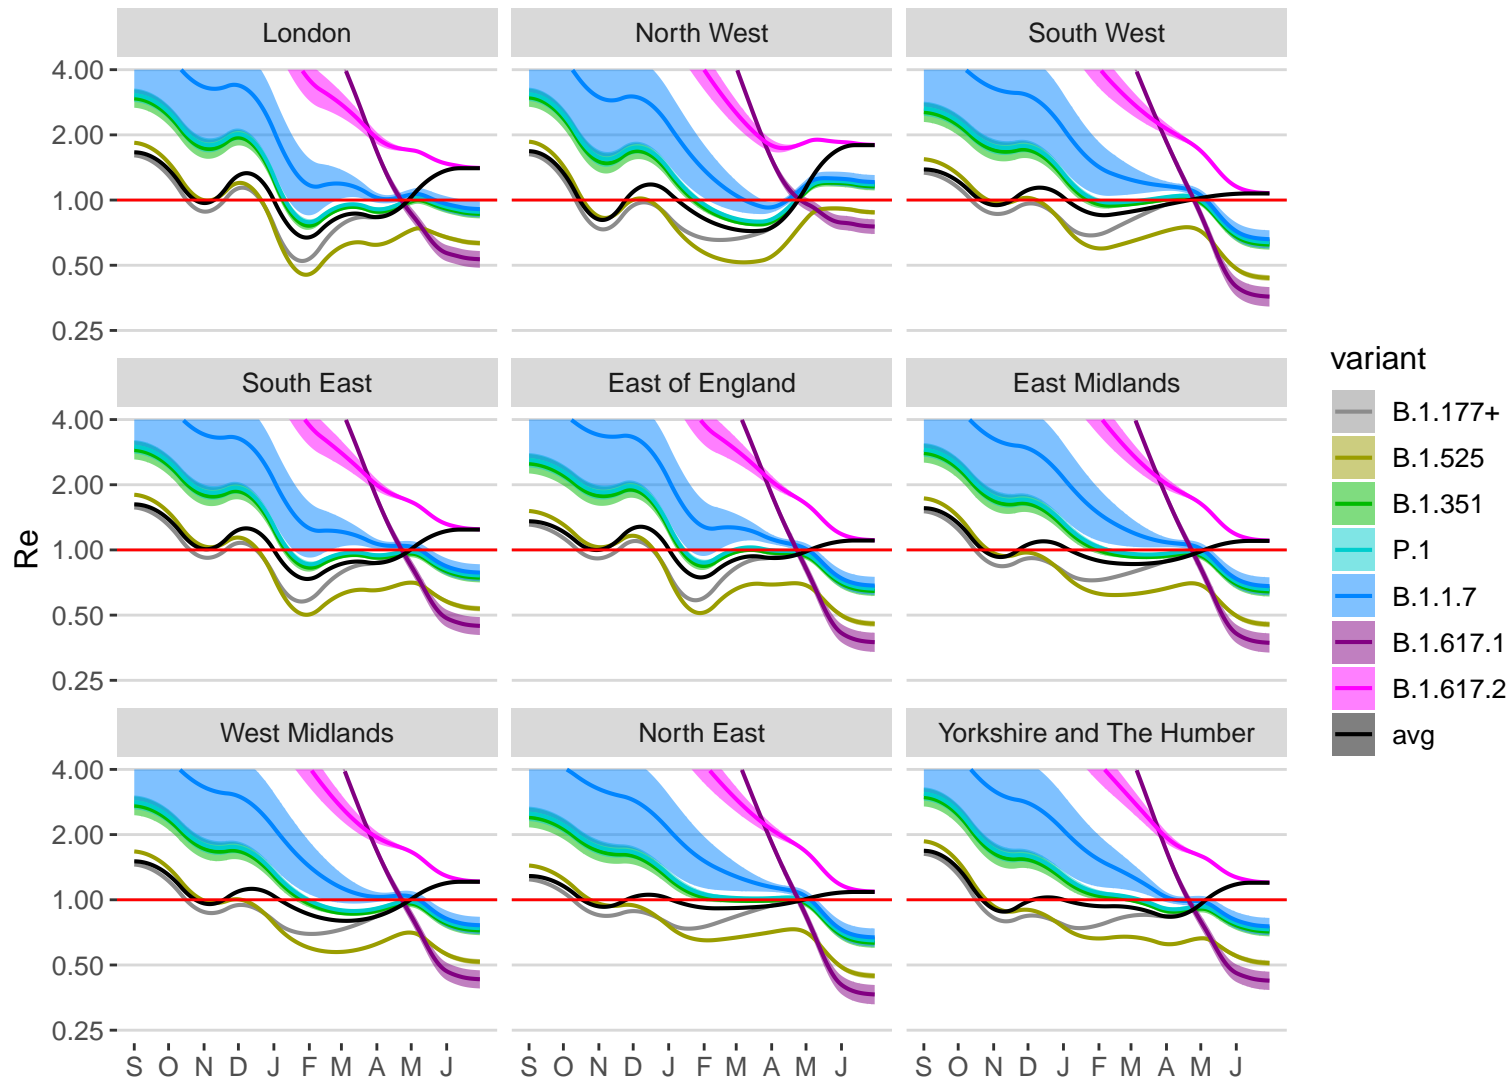 London North West South West
4.00
2.00
1.00
0.50
0.25
South East East of England East Midlands
4.00
2.00
1.00
0.50
0.25
Re
West Midlands North East Yorkshire and The Humber
4.00
2.00
1.00
0.50
0.25
S O N D J F M A M J S O N D J F M A M J S O N D J F M A M J
variant
B.1.177+
B.1.525
B.1.351
P.1
B.1.1.7
B.1.617.1
B.1.617.2
avg